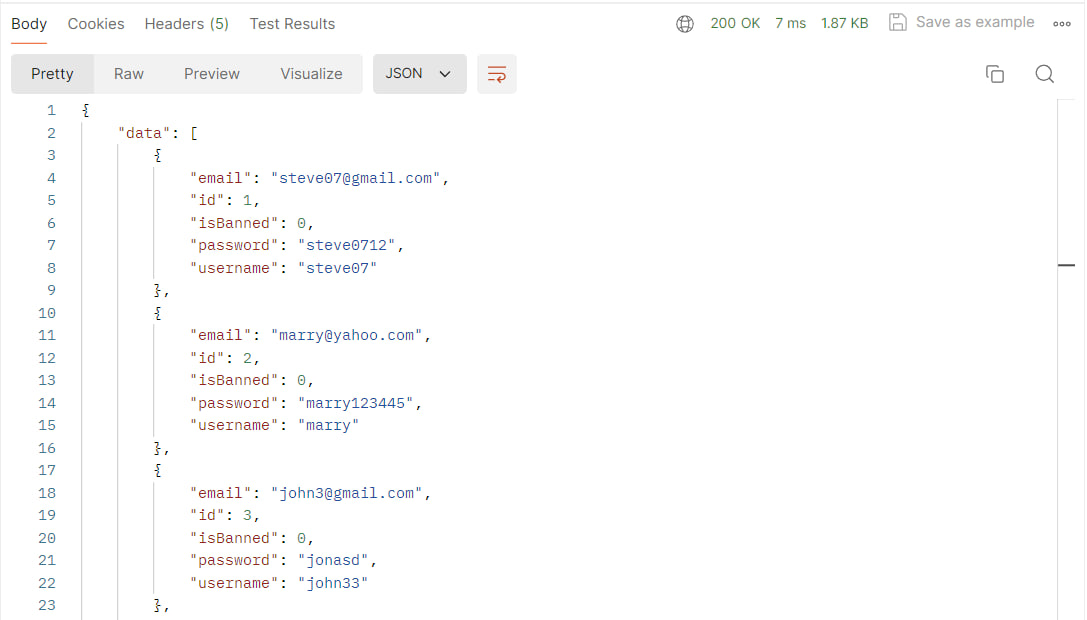 Body Cookies Headers (5) Test Results 200 OK 7 ms 1.87 KB Save as example
Pretty Raw Preview Visualize JSON
1 {
2 "data": [
3 {
4 "email": "steve07@gmail.com",
5 "id": 1,
6 "isBanned": 0,
7 "password": "steve0712",
8 "username": "steve07"
9 },
10 {
11 "email": "marry@yahoo.com",
12 "id": 2,
13 "isBanned": 0,
14 "password": "marry123445",
15 "username": "marry"
16 },
17 {
18 "email": "john3@gmail.com",
19 "id": 3,
20 "isBanned": 0,
21 "password": "jonasd",
22 "username": "john33"
23 },